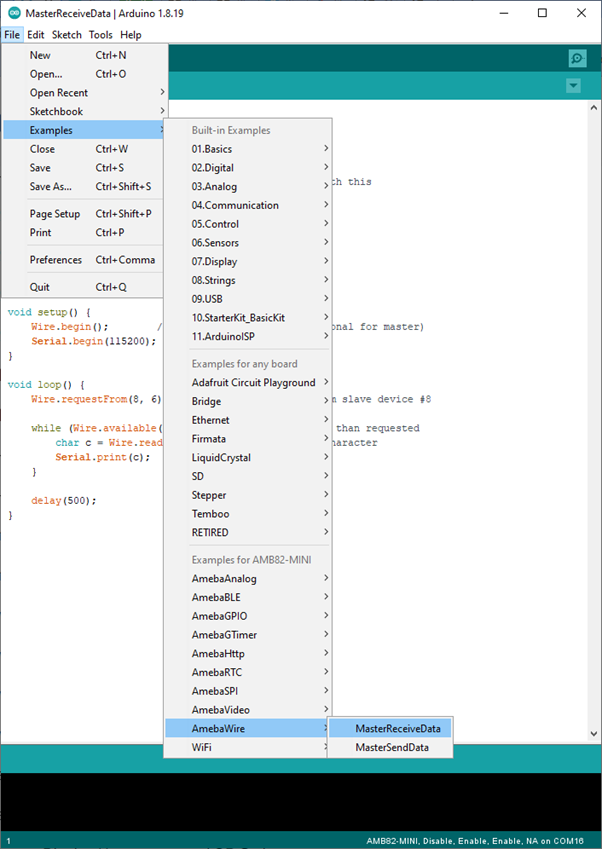 MasterReceiveData | Arduino 1.8.19
File Edit Sketch Tools Help
New Ctrl+N
Open... Ctrl+O
Open Recent
Sketchbook
Examples
Close Ctrl+W
Save Ctrl+S
Save As... Ctrl+Shift+S
Page Setup Ctrl+Shift+P
Print Ctrl+P
Preferences Ctrl+Comma
Quit Ctrl+Q
Built-in Examples
01.Basics
02.Digital
03.Analog
04.Communication
05.Control
06.Sensors
07.Display
08.Strings
09.USB
10.StarterKit_BasicKit
11.ArduinoISP
Examples for any board
Adafruit Circuit Playground
Bridge
Ethernet
Firmata
LiquidCrystal
SD
Stepper
Temboo
RETIRED
Examples for AMB82-MINI
AmebaAnalog
AmebaBLE
AmebaGPIO
AmebaGTimer
AmebaHttp
AmebaRTC
AmebaSPI
AmebaVideo
AmebaWire
WiFi
MasterReceiveData
MasterSendData
this
void setup() {
Wire.begin(); / onal for master)
Serial.begin(115200);
}
void loop() {
Wire.requestFrom(8, 6) slave device #8
while (Wire.available( than requested
char c = Wire.read
Serial.print(c);
}
delay(500);
}
1
AMB82-MINI, Disable, Enable, Enable, NA on COM16